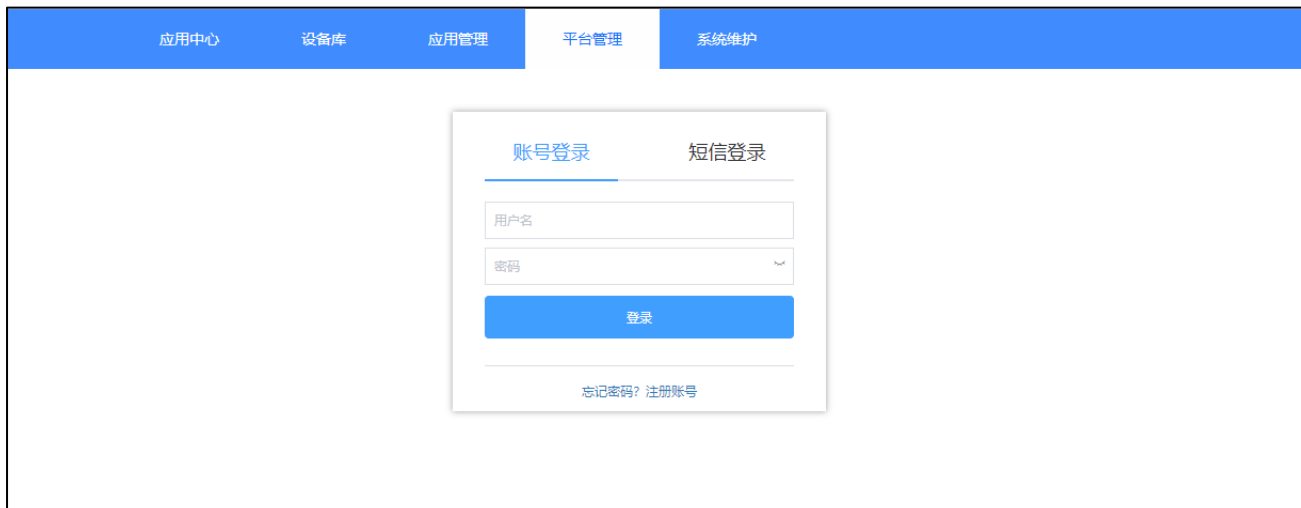 应用中心 设备库 应用管理 平台管理 系统维护
账号登录 短信登录
用户名
密码
登录
忘记密码? 注册账号